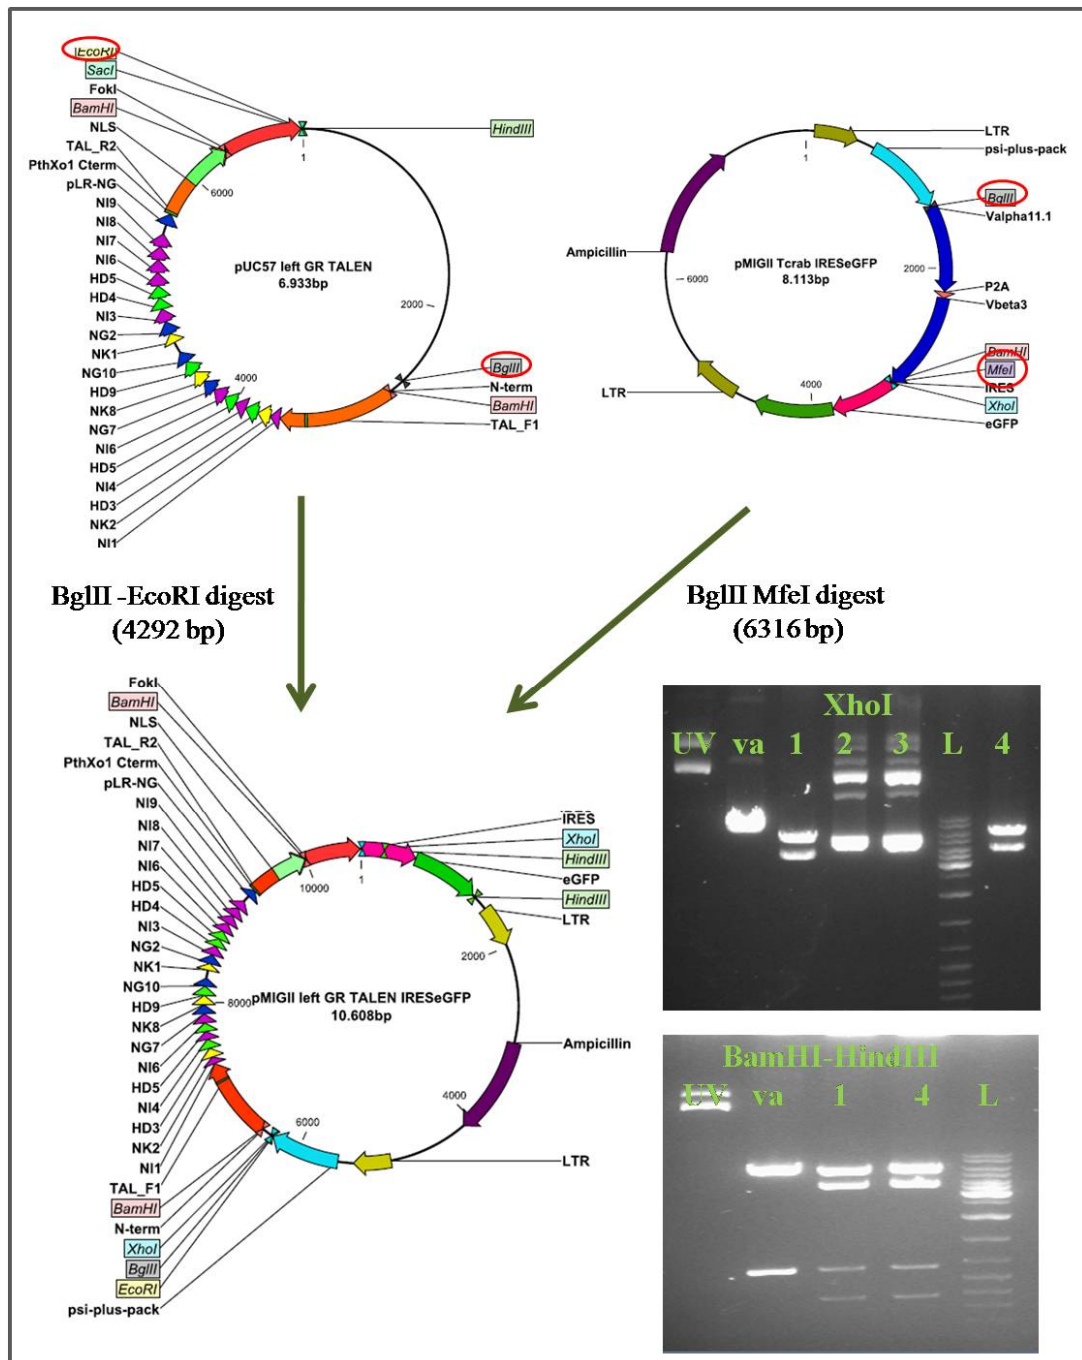 EcoRI
SacI
FokI
BamHI
NLS
TAL_R2
PthXo1 Cterm
pLR-NG
NI9
NI8
NI7
NI6
HD5
HD4
NI3
NG2
NK1
NG10
HD9
NK8
NG7
NI6
HD5
NI4
HD3
NK2
NI1
HindIII
1
6000
pUC57 left GR TALEN
6.933bp
2000
4000
BglII
N-term
BamHI
TAL_F1
LTR
psi-plus-pack
1
BglII
Valpha11.1
Ampicillin
pMIGII Tcrab IRESeGFP
8.113bp
2000
6000
P2A
Vbeta3
BamHI
MfeI
IRES
XhoI
eGFP
LTR
4000
BglII -EcoRI digest
(4292 bp)
BglII MfeI digest
(6316 bp)
FokI
BamHI
NLS
TAL_R2
PthXo1 Cterm
pLR-NG
NI9
NI8
NI7
NI6
HD5
HD4
NI3
NG2
NK1
NG10
HD9
NK8
NG7
NI6
HD5
NI4
HD3
NK2
NI1
TAL_F1
BamHI
N-term
XhoI
BglII
EcoRI
psi-plus-pack
IRES
XhoI
HindIII
eGFP
HindIII
LTR
10000
1
2000
8000
pMIGII left GR TALEN IRESeGFP
10.608bp
Ampicillin
4000
6000
LTR
XhoI
UV va 1 2 3 L 4
BamHI-HindIII
UV va 1 4 L